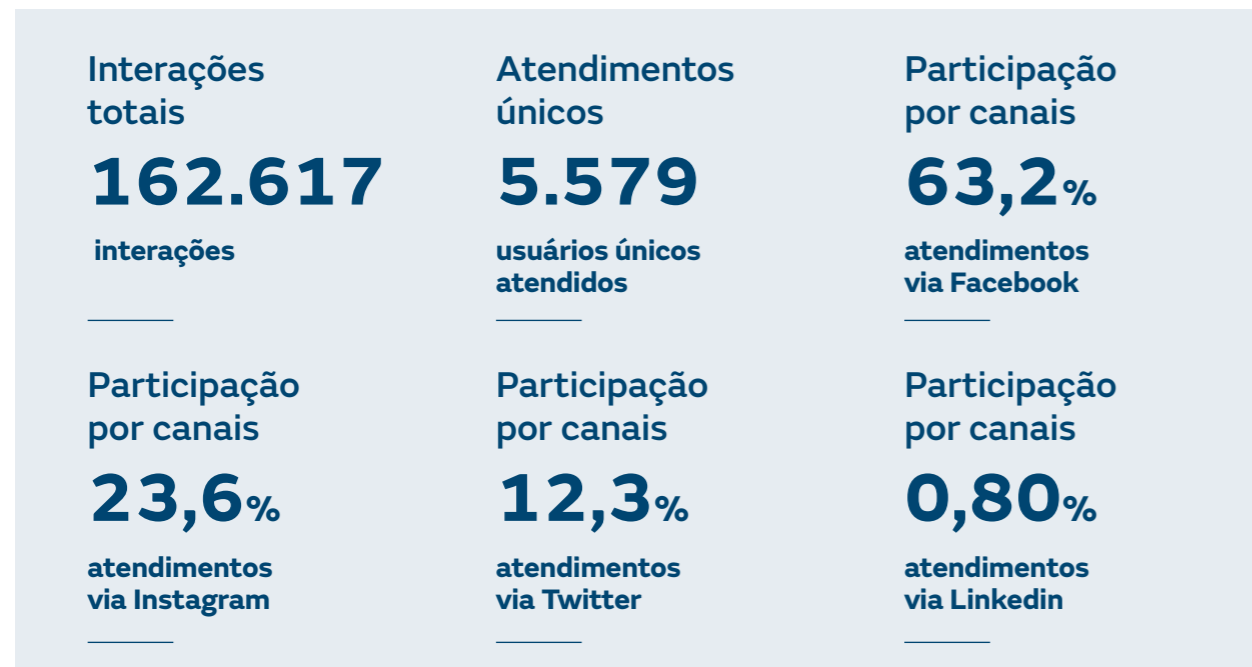 Interações
totais
162.617
interações
Atendimentos
únicos
5.579
usuários únicos
atendidos
Participação
por canais
63,2%
atendimentos
via Facebook
Participação
por canais
23,6%
atendimentos
via Instagram
Participação
por canais
12,3%
atendimentos
via Twitter
Participação
por canais
0,80%
atendimentos
via Linkedin